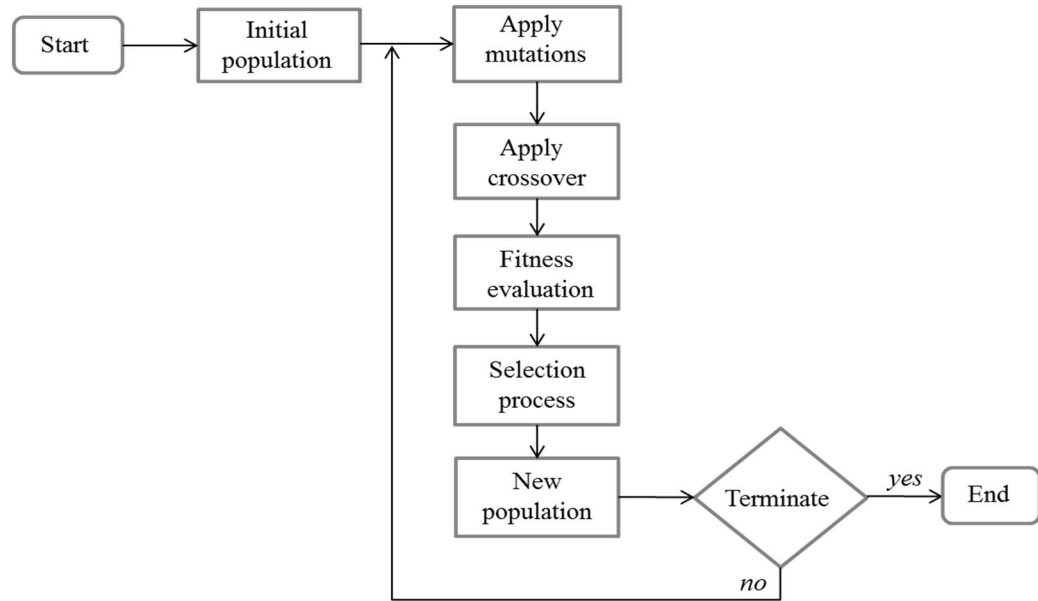 Start
Initial
population
Apply
mutations
Apply
crossover
Fitness
evaluation
Selection
process
New
population
Terminate
yes
End
no